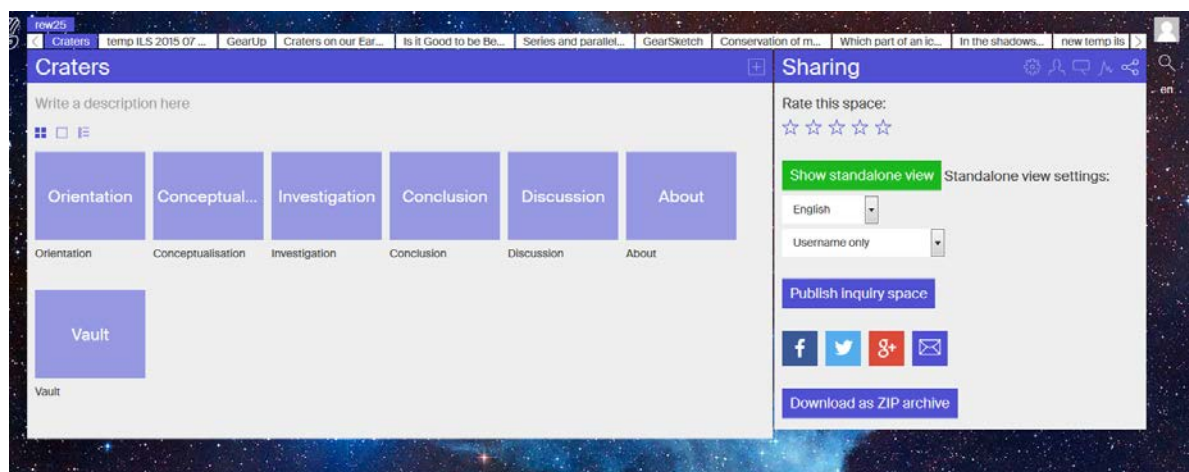 rew25
Craters temp ILS 2015 07 ... GearUp Craters on our Ear... Is it Good to be Be... Series and parallel... GearSketch Conservation of m... Which part of an ic... In the shadows... new temp ils
Craters
Sharing
en
Write a description here
Rate this space:
Orientation Conceptual... Investigation Conclusion Discussion About
Orientation Conceptualisation Investigation Conclusion Discussion About
Vault
Vault
Show standalone view Standalone view settings:
English
Username only
Publish inquiry space
f g+
Download as ZIP archive